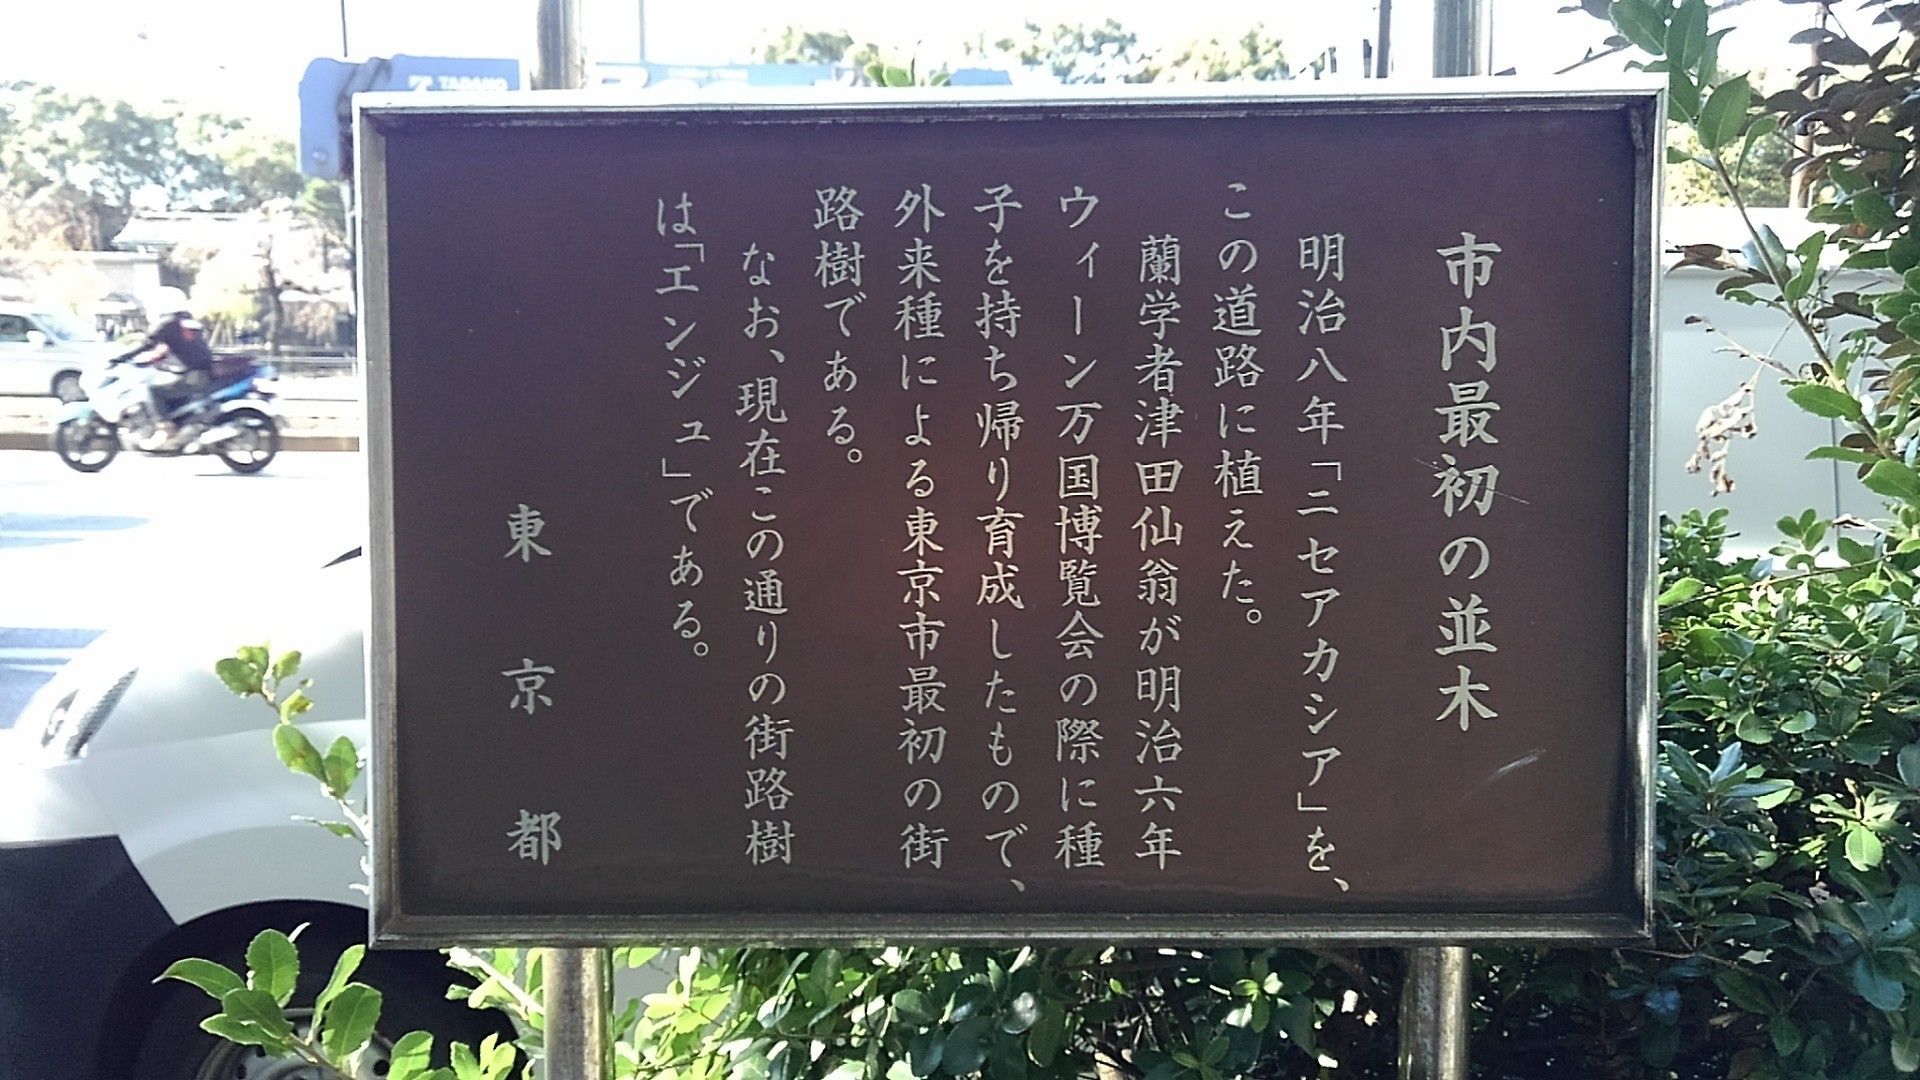 市内最初の並木
明治八年「ニセアカシア」を、
この道路に植えた。
蘭学者津田仙翁が明治六年
ウィーン万国博覧会の際に種
子を持ち帰り育成したもので、
外来種による東京市最初の街
路樹である。
なお、現在この通りの街路樹
は「エンジュ」である。
東京都
TADANO